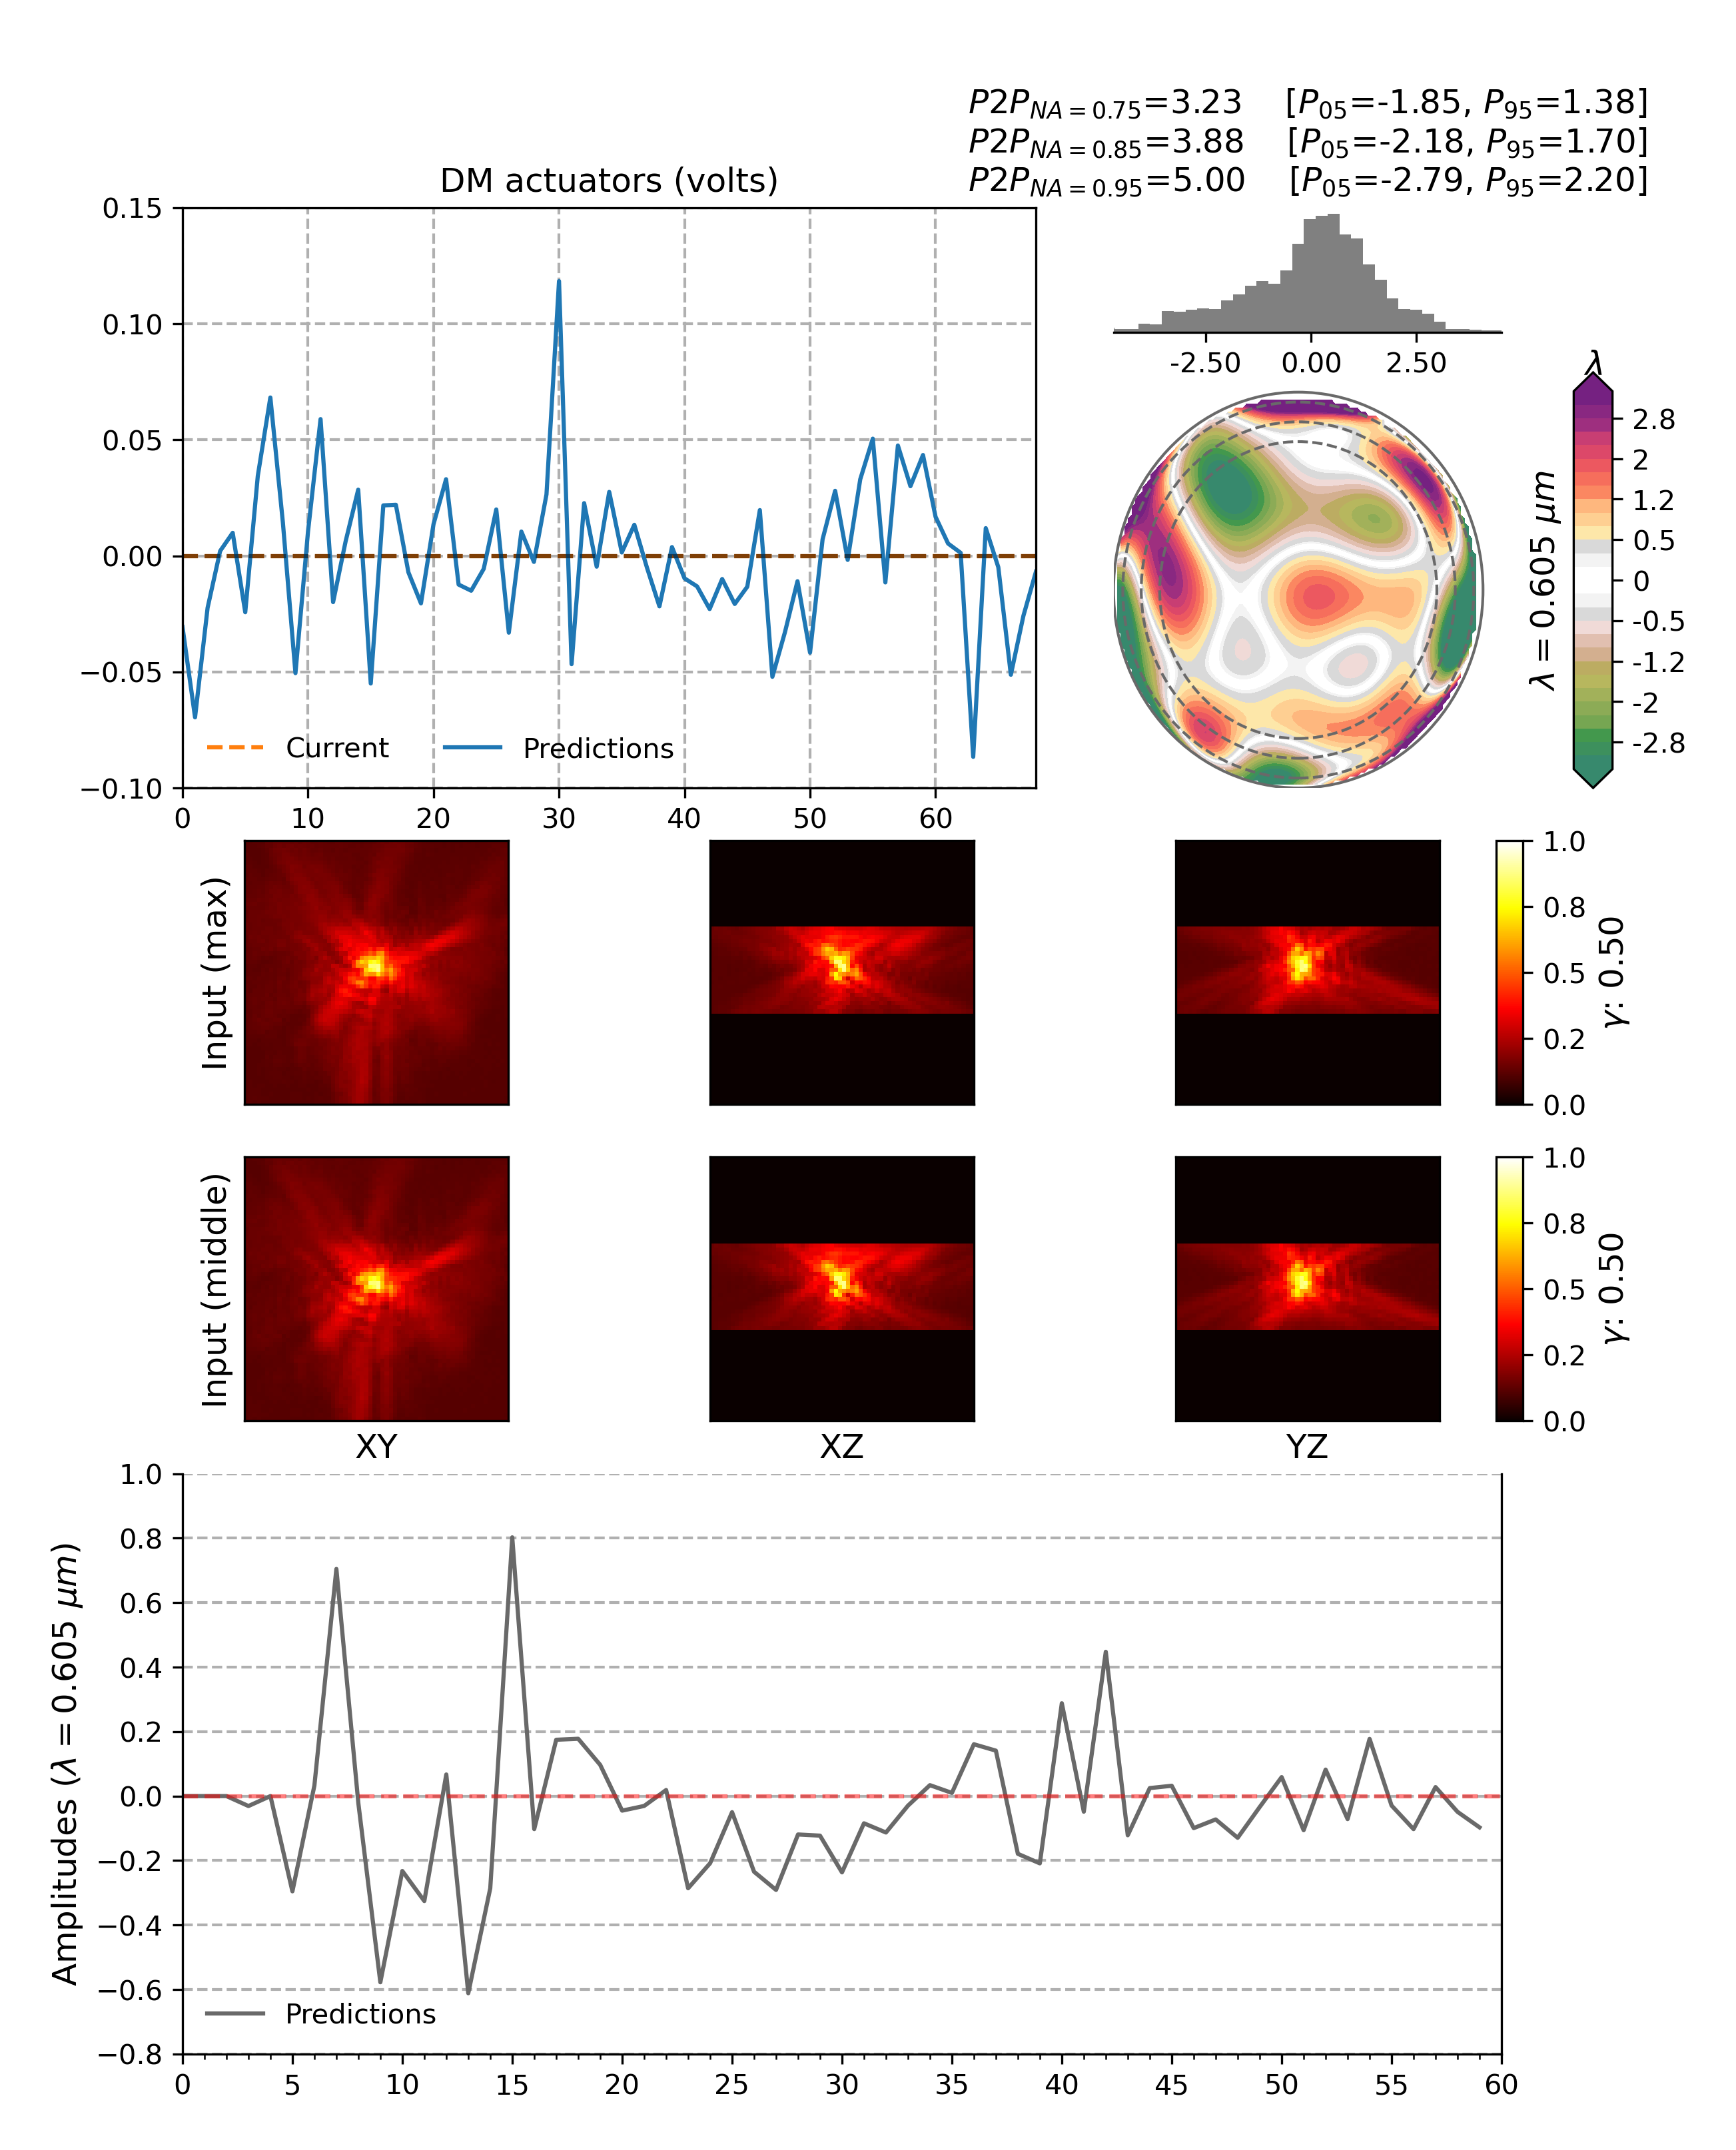 P2P_NA=0.75=3.23 [P_05=-1.85, P_95=1.38]
P2P_NA=0.85=3.88 [P_05=-2.18, P_95=1.70]
P2P_NA=0.95=5.00 [P_05=-2.79, P_95=2.20]
DM actuators (volts)
0.15
0.10
0.05
0.00
−0.05
−0.10
0 10 20 30 40 50 60
Current Predictions
-2.50 0.00 2.50
λ
2.8
2
1.2
0.5
0
-0.5
-1.2
-2
-2.8
λ = 0.605 μm
Input (max)
1.0
0.8
0.5
0.2
0.0
γ: 0.50
Input (middle)
1.0
0.8
0.5
0.2
0.0
γ: 0.50
XY XZ YZ
Amplitudes (λ = 0.605 μm)
1.0
0.8
0.6
0.4
0.2
0.0
−0.2
−0.4
−0.6
−0.8
Predictions
0 5 10 15 20 25 30 35 40 45 50 55 60